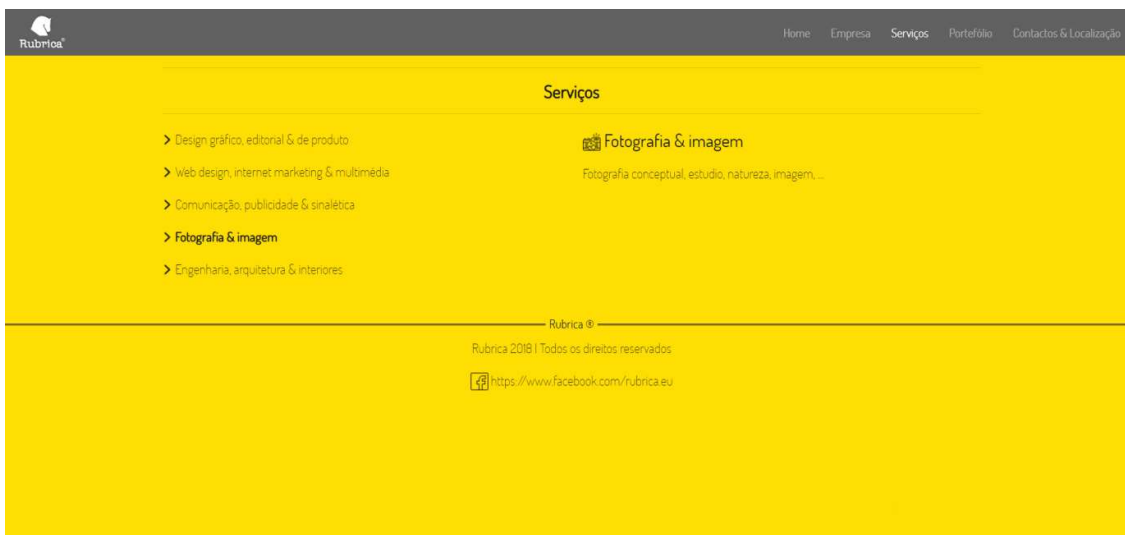 Rubrica®
Home Empresa Serviços Portefólio Contactos & Localização
Serviços
Design gráfico, editorial & de produto
Web design, internet marketing & multimédia
Comunicação, publicidade & sinalética
Fotografia & imagem
Engenharia, arquitetura & interiores
Fotografia & imagem
Fotografia conceptual, estudio, natureza, imagem, ...
Rubrica ®
Rubrica 2018 | Todos os direitos reservados
https://www.facebook.com/rubrica.eu